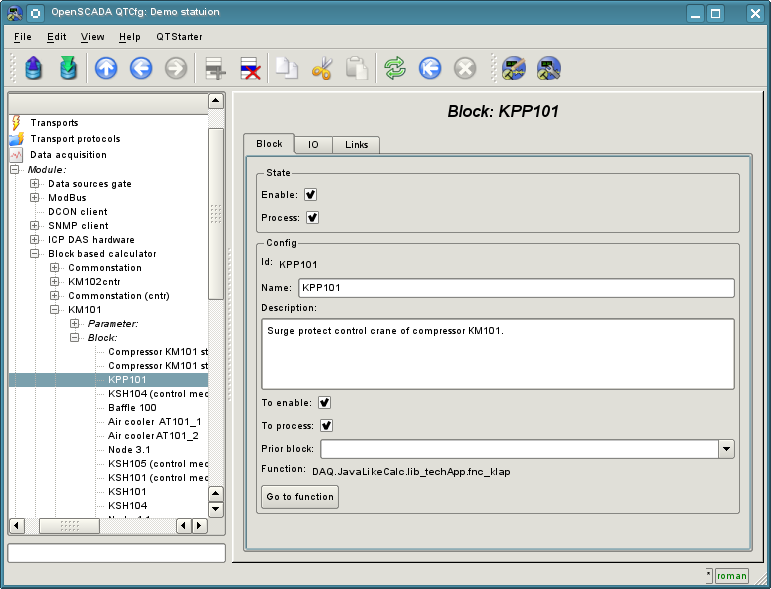 OpenSCADA QTCfg: Demo statuion
File Edit View Help QTStarter
Transports
Transport protocols
Data acquisition
Module:
Data sources gate
ModBus
DCON client
SNMP client
ICP DAS hardware
Block based calculator
Commonstation
KM102cntr
Commonstation (cntr)
KM101
Parameter:
Block:
Compressor KM101 st
Compressor KM101 st
KPP101
KSH104 (control mec
Baffle 100
Air cooler AT101_1
Air cooler AT101_2
Node 3.1
KSH105 (control mec
KSH101 (control mec
KSH101
KSH104
Block: KPP101
Block IO Links
State
Enable:
Process:
Config
Id: KPP101
Name: KPP101
Description:
Surge protect control crane of compressor KM101.
To enable:
To process:
Prior block:
Function: DAQ.JavaLikeCalc.lib_techApp.fnc_klap
Go to function
* roman